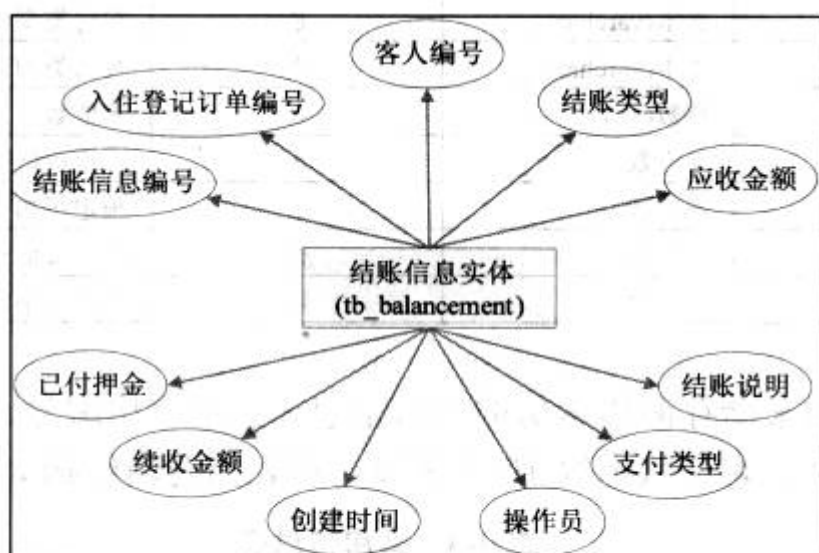 客人编号
入住登记订单编号
结账类型
结账信息编号
应收金额
结账信息实体
(tb_balancement)
已付押金
结账说明
续收金额
支付类型
创建时间
操作员